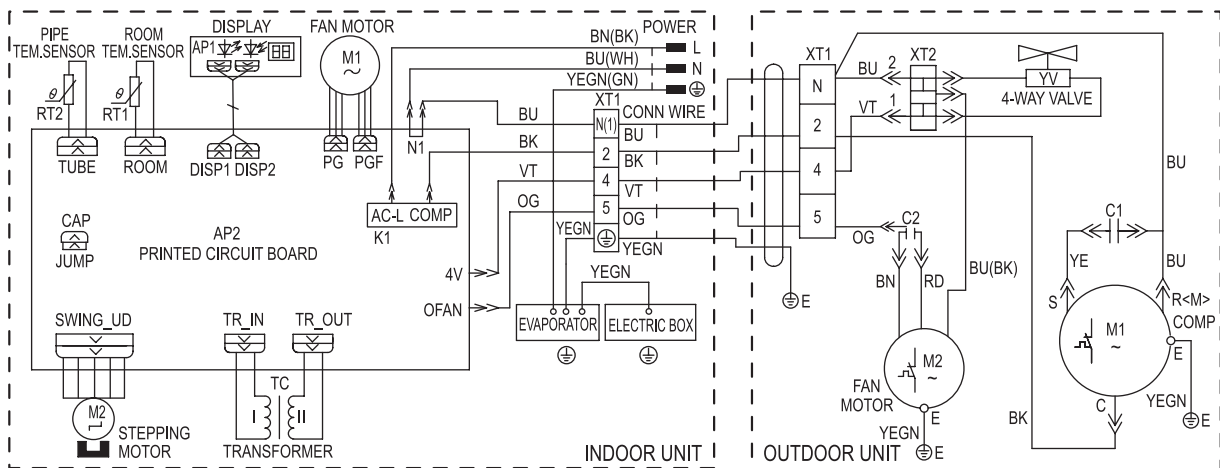 PIPE
TEM.SENSOR
ROOM
TEM.SENSOR
DISPLAY
AP1
FAN MOTOR
M1
~
POWER
BN(BK)
L
BU(WH)
N
YEGN(GN)
θ
RT2
θ
RT1
TUBE
ROOM
DISP1
DISP2
PG
PGF
N1
BU
BK
VT
OG
XT1
CONN WIRE
N(1)
BU
2
BK
4
VT
5
OG
YEGN
YEGN
AC-L
COMP
K1
CAP
JUMP
AP2
PRINTED CIRCUIT BOARD
4V
OFAN
YEGN
EVAPORATOR
ELECTRIC BOX
E
SWING_UD
TR_IN
TR_OUT
M2
STEPPING
MOTOR
TC
I
II
TRANSFORMER
INDOOR UNIT
XT1
N
2
4
5
BU
2
XT2
VT
1
YV
4-WAY VALVE
BU
OG
C2
BN
RD
BU(BK)
C1
YE
BU
S
R<M>
COMP
M1
~
E
C
YEGN
E
BK
M2
~
FAN
MOTOR
E
YEGN
E
OUTDOOR UNIT